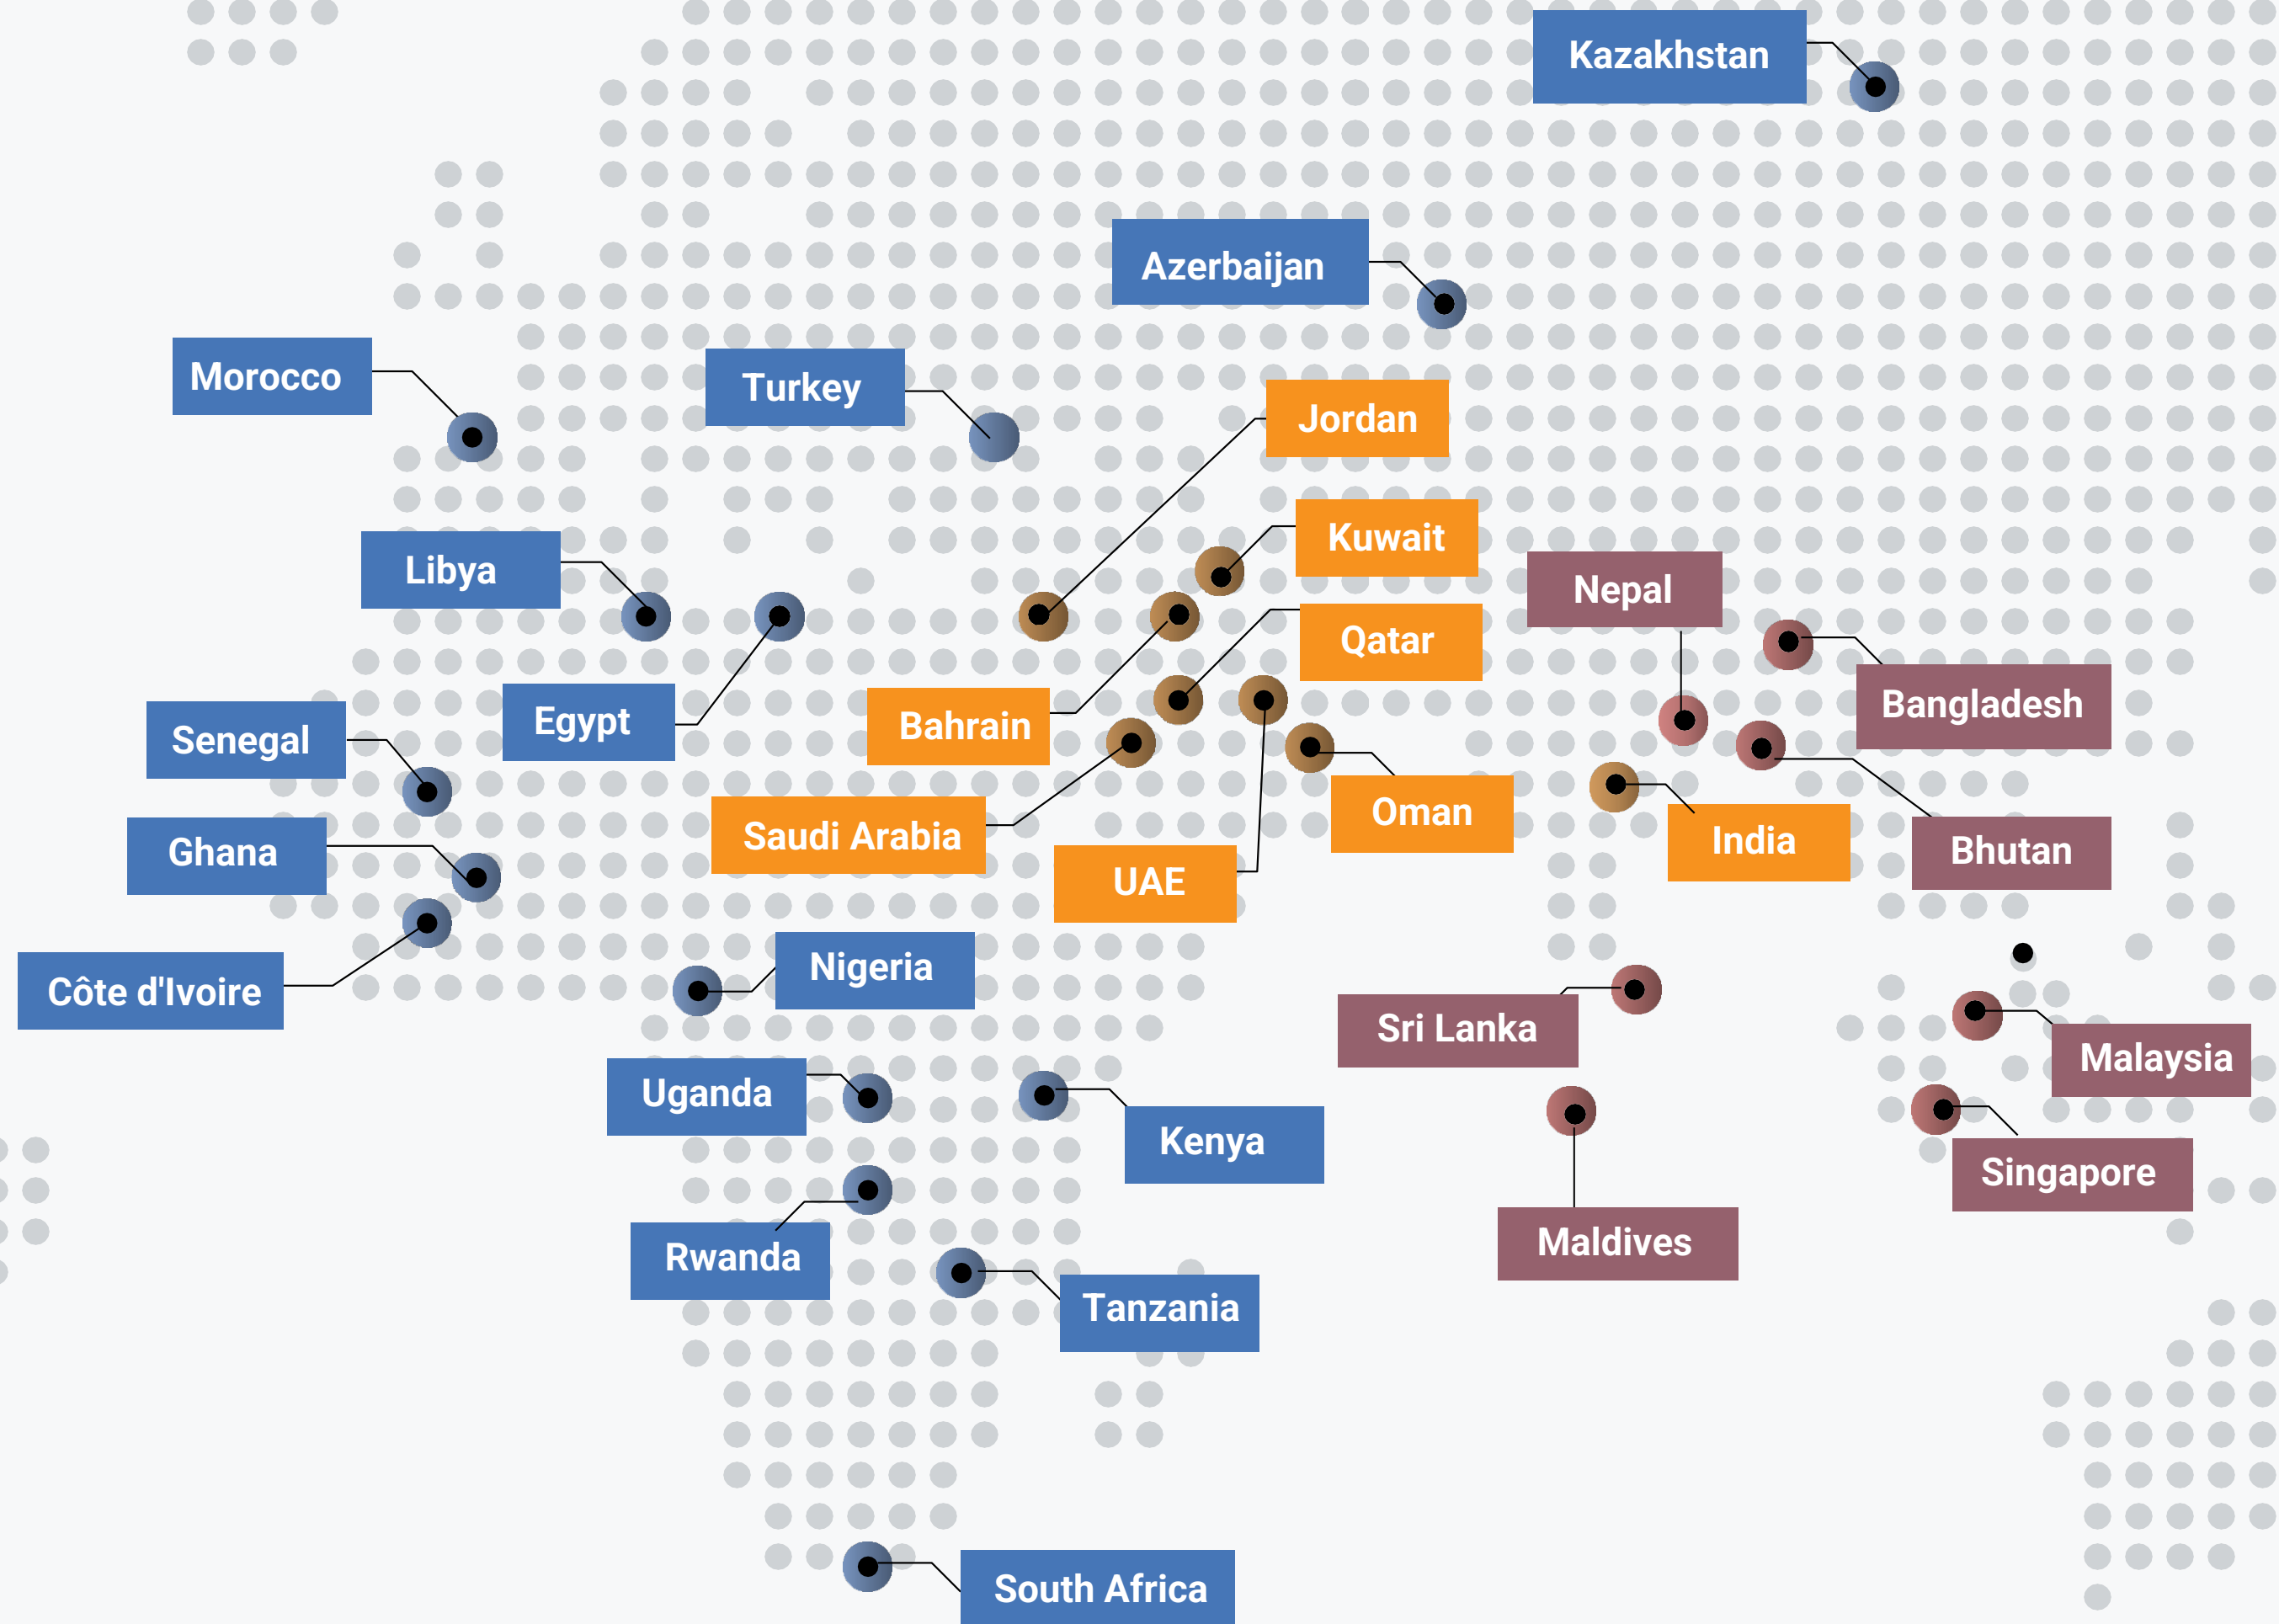 Kazakhstan
Azerbaijan
Morocco
Turkey
Jordan
Kuwait
Libya
Nepal
Qatar
Bangladesh
Senegal
Egypt
Bahrain
Oman
Saudi Arabia
India
Ghana
Bhutan
UAE
Nigeria
Côte d'Ivoire
Sri Lanka
Malaysia
Uganda
Kenya
Singapore
Maldives
Rwanda
Tanzania
South Africa